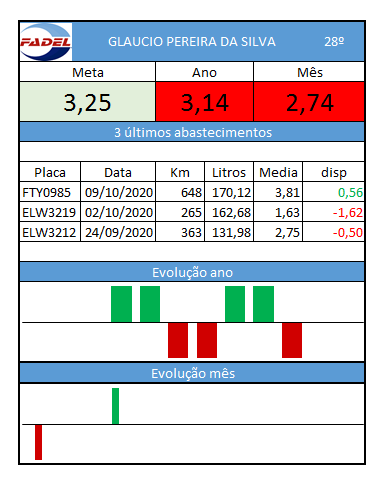 FADEL
GLAUCIO PEREIRA DA SILVA 28º
Meta Ano Mês
3,25 3,14 2,74
3 últimos abastecimentos
Placa Data Km Litros Media disp
FTY0985 09/10/2020 648 170,12 3,81 0,56
ELW3219 02/10/2020 265 162,68 1,63 -1,62
ELW3212 24/09/2020 363 131,98 2,75 -0,50
Evolução ano
Evolução mês